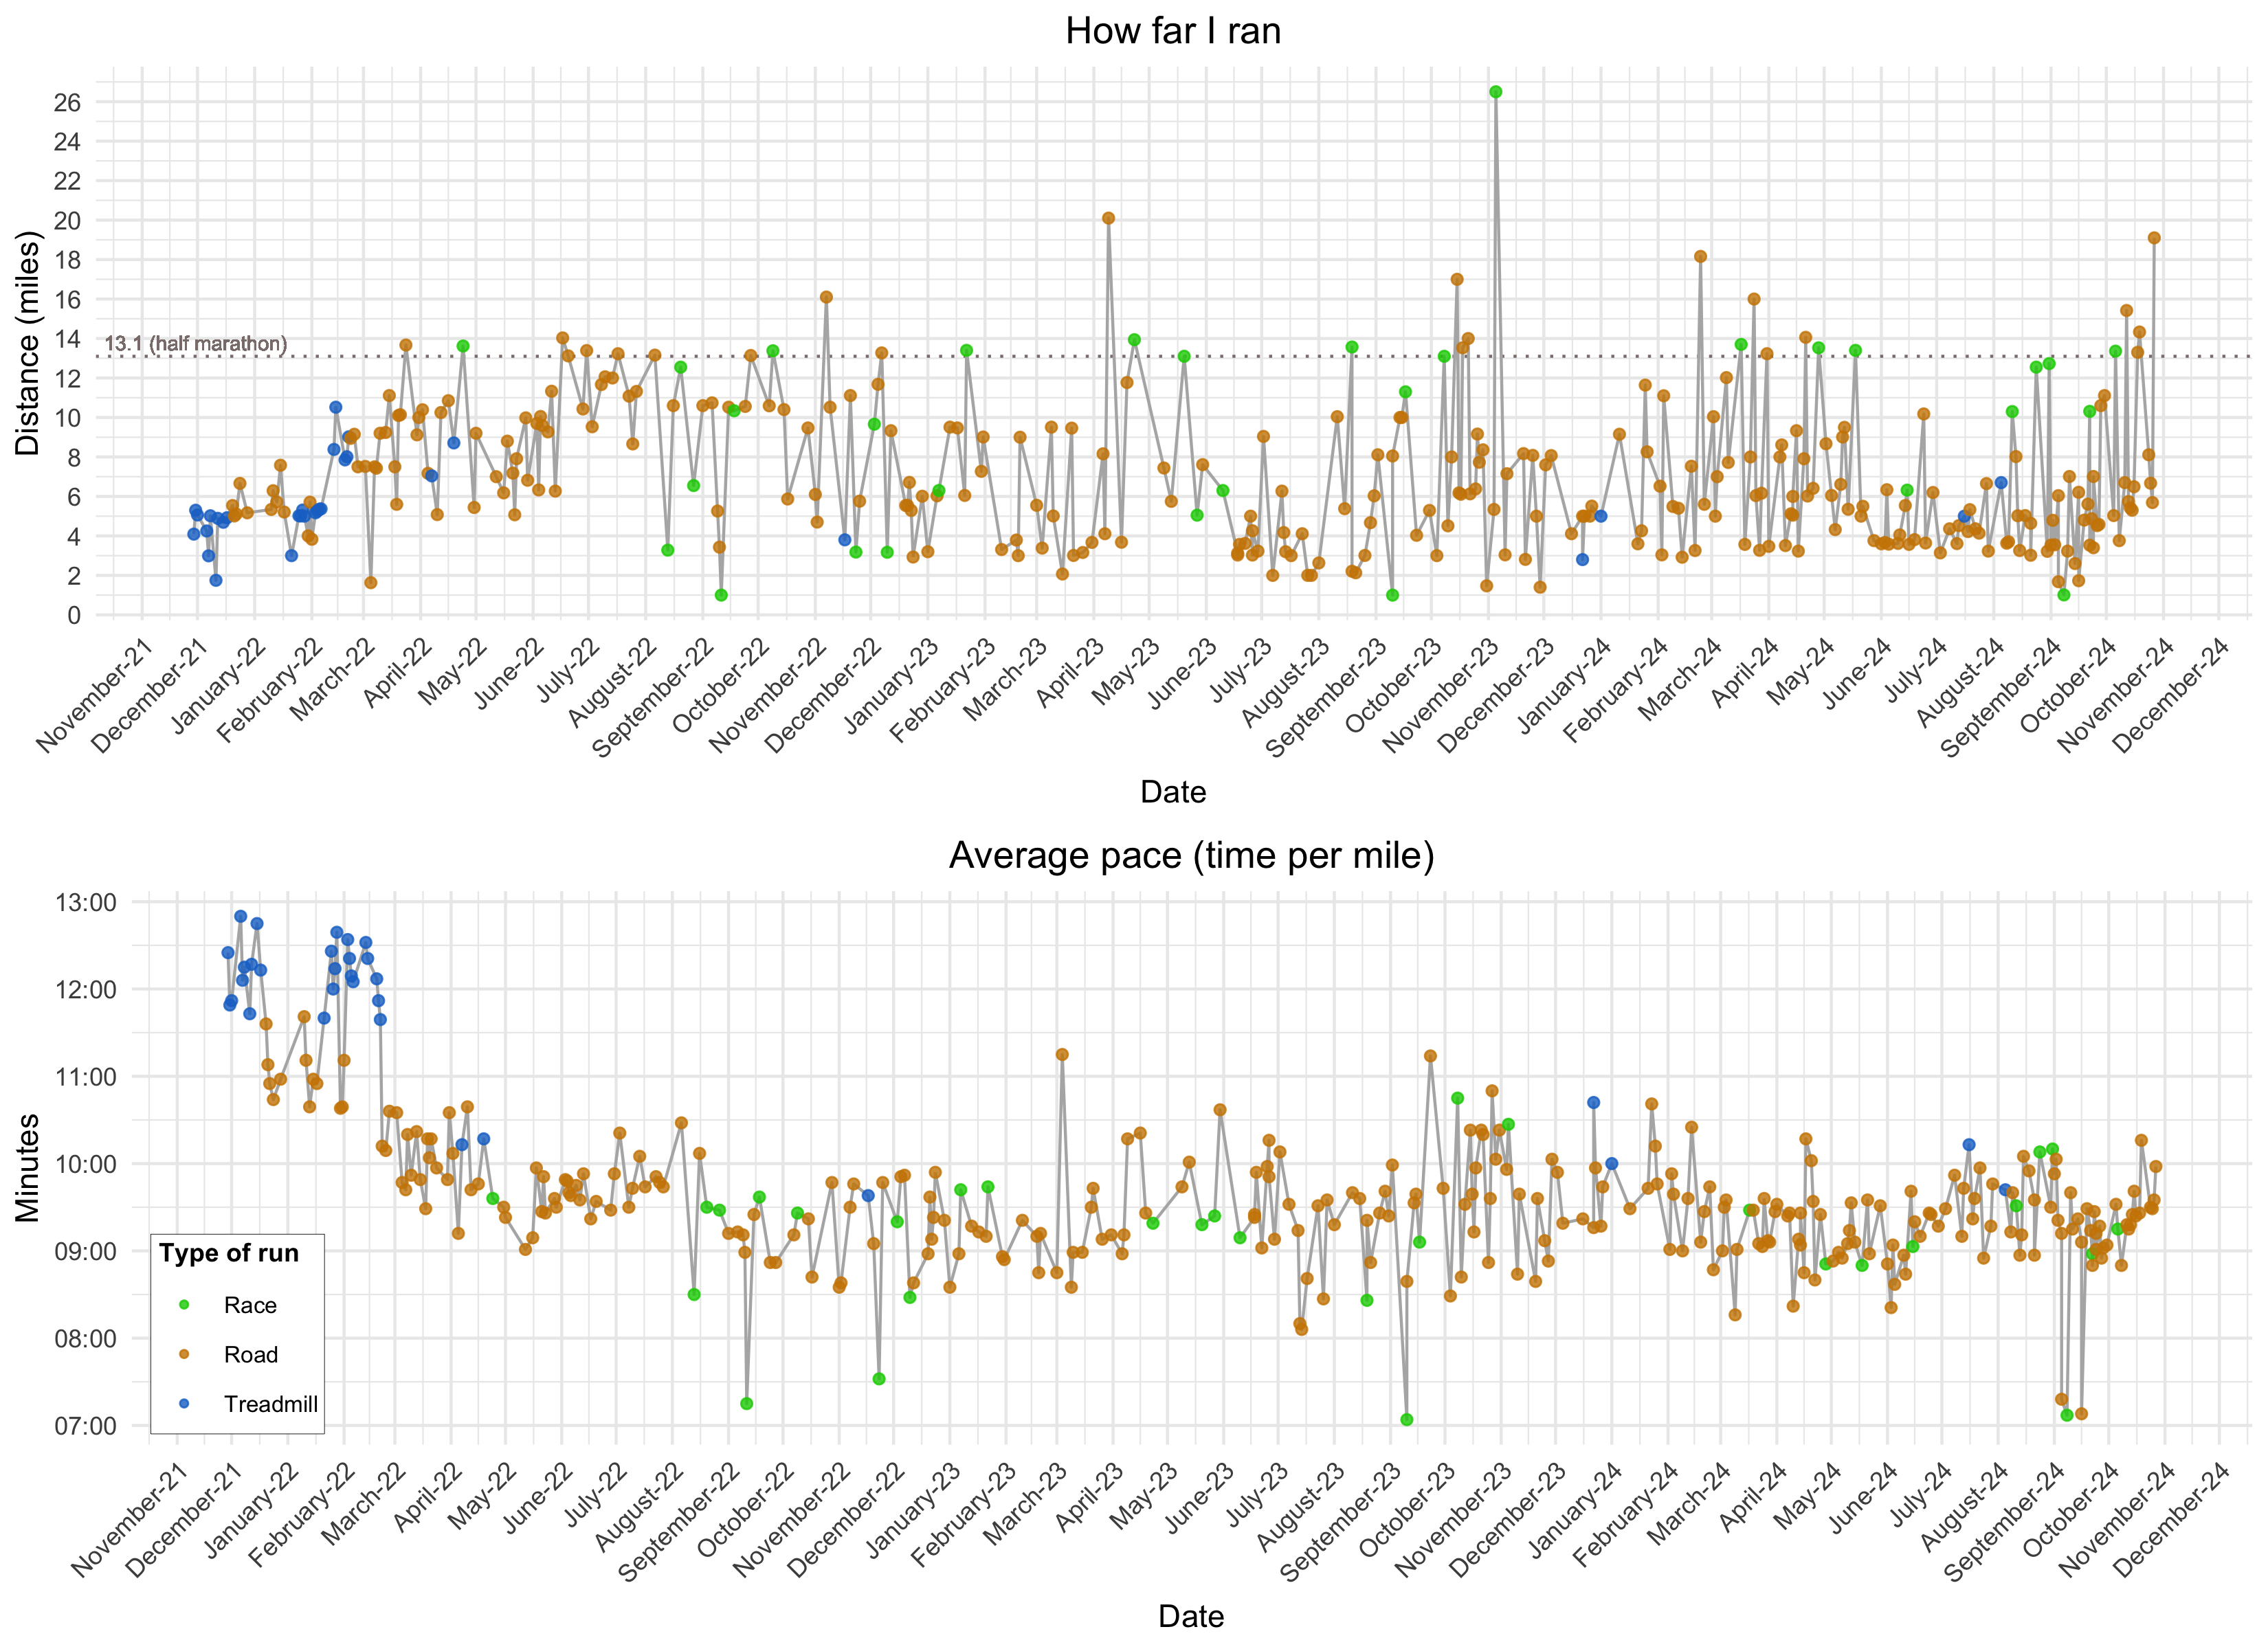 How far I ran
Distance (miles)
26
24
22
20
18
16
14
12
10
8
6
4
2
0
13.1 (half marathon)
November-21
December-21
January-22
February-22
March-22
April-22
May-22
June-22
July-22
August-22
September-22
October-22
November-22
December-22
January-23
February-23
March-23
April-23
May-23
June-23
July-23
August-23
September-23
October-23
November-23
December-23
January-24
February-24
March-24
April-24
May-24
June-24
July-24
August-24
September-24
October-24
November-24
December-24
Date
Average pace (time per mile)
Minutes
13:00
12:00
11:00
10:00
09:00
08:00
07:00
Type of run
Race
Road
Treadmill
November-21
December-21
January-22
February-22
March-22
April-22
May-22
June-22
July-22
August-22
September-22
October-22
November-22
December-22
January-23
February-23
March-23
April-23
May-23
June-23
July-23
August-23
September-23
October-23
November-23
December-23
January-24
February-24
March-24
April-24
May-24
June-24
July-24
August-24
September-24
October-24
November-24
December-24
Date